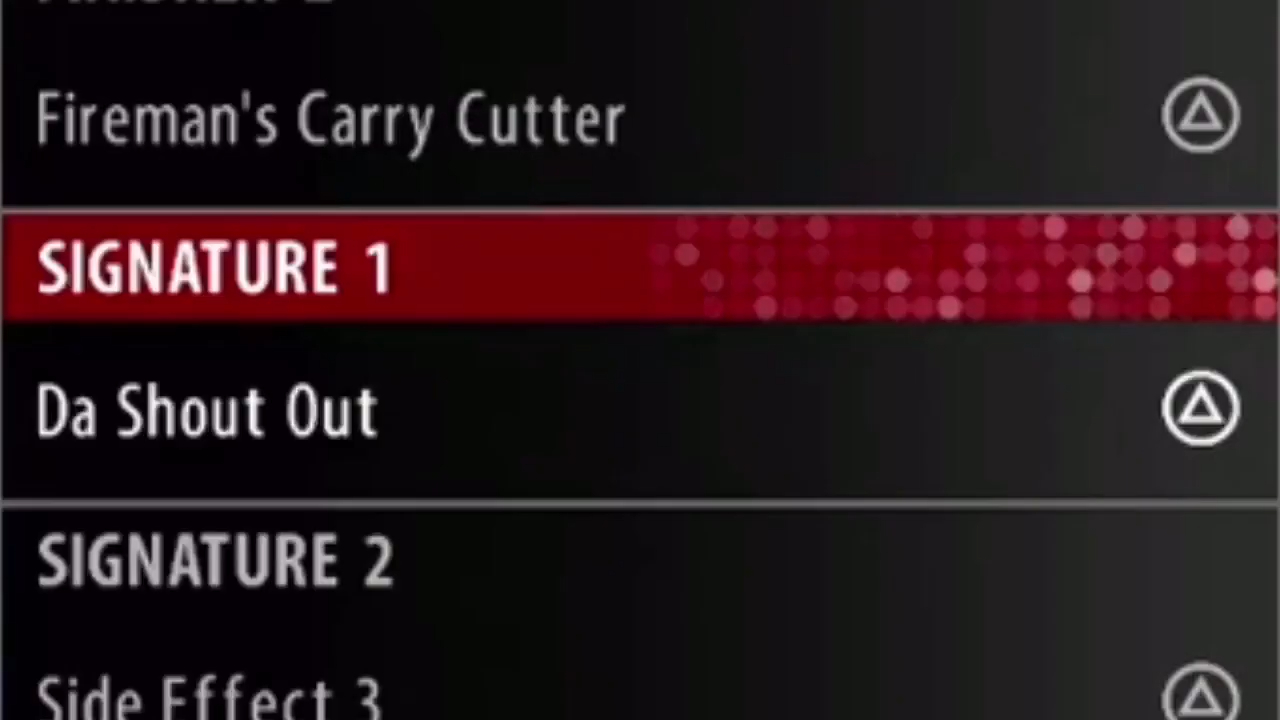 Fireman's Carry Cutter
SIGNATURE 1
Da Shout Out
SIGNATURE 2
Side Effect 3